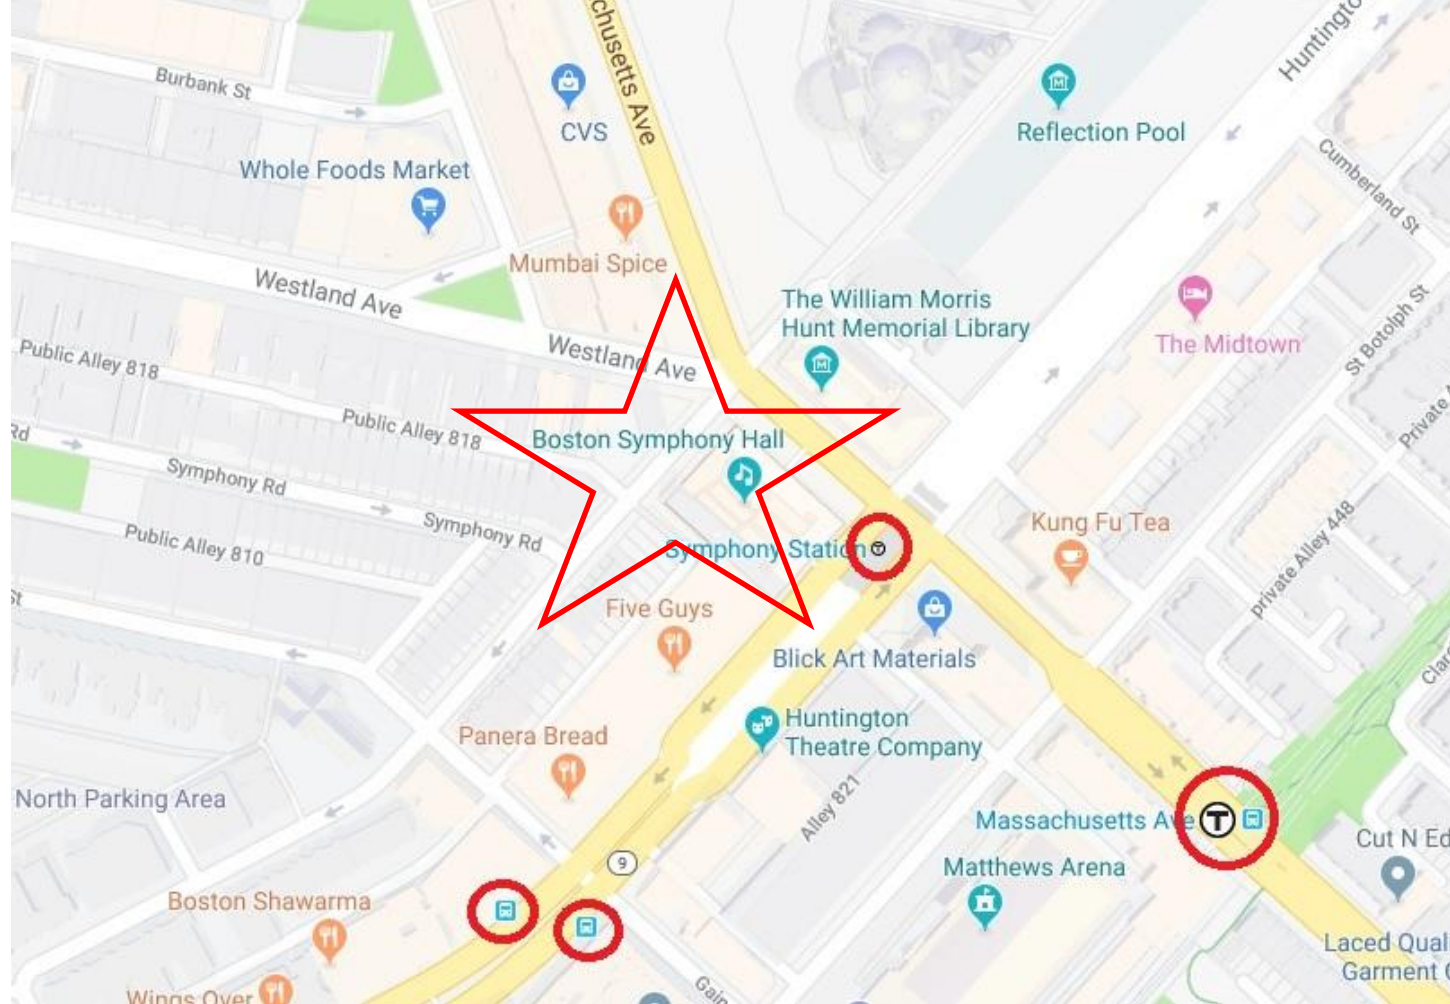 chusetts Ave
Huntingto
Burbank St
CVS
Reflection Pool
Cumberland St
Whole Foods Market
Mumbai Spice
Westland Ave
The William Morris
Hunt Memorial Library
The Midtown
St Botolph St
Westland Ave
Public Alley 818
Public Alley 818
Private
Rd
Boston Symphony Hall
Symphony Rd
Symphony Rd
Kung Fu Tea
private Alley 448
Public Alley 810
Symphony Station
St
Five Guys
Blick Art Materials
Clar
Huntington
Theatre Company
Panera Bread
North Parking Area
Alley 821
Massachusetts Ave
T
Cut N Ed
9
Matthews Arena
Boston Shawarma
Laced Qual
Garment
Wings Over
Gain